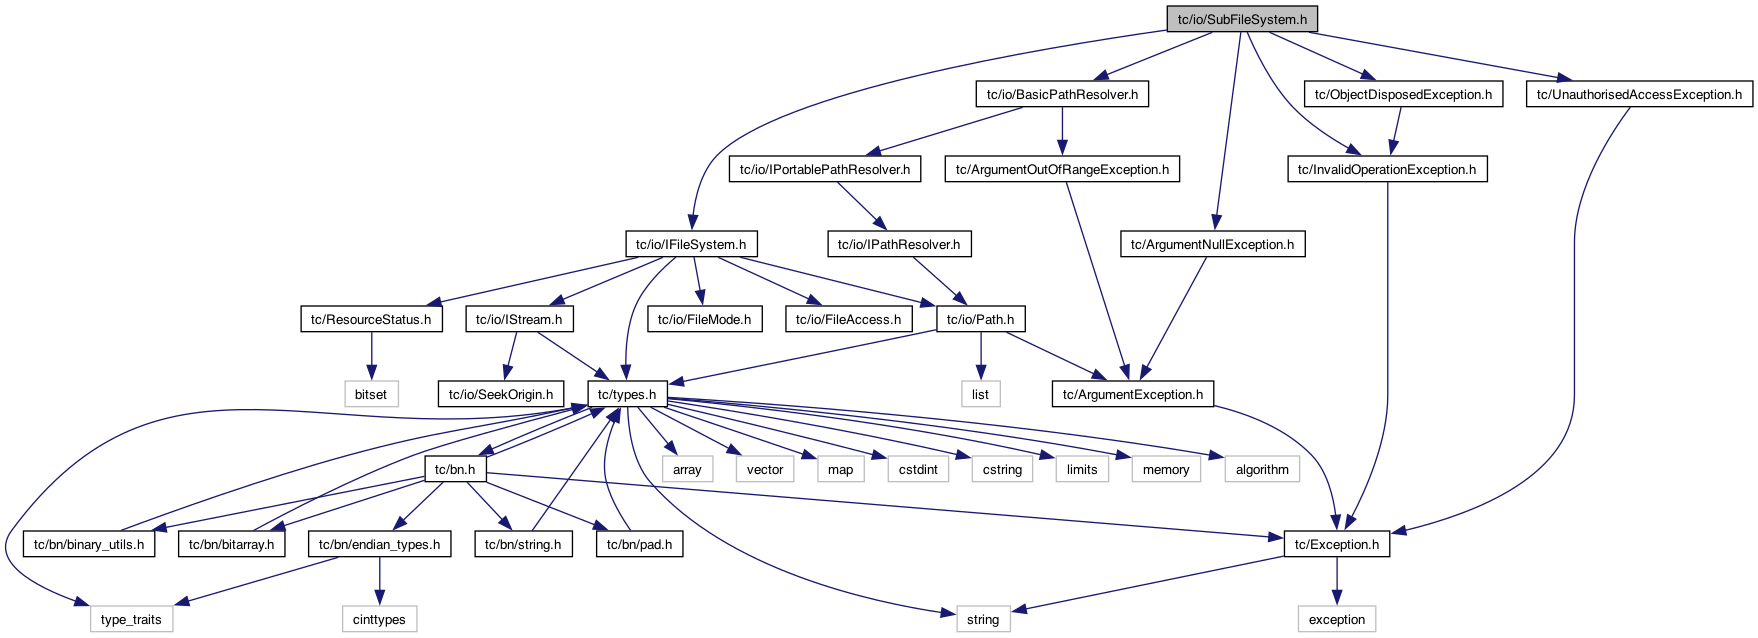 tc/io/SubFileSystem.h
tc/io/BasicPathResolver.h
tc/ObjectDisposedException.h
tc/UnauthorisedAccessException.h
tc/io/IPortablePathResolver.h
tc/ArgumentOutOfRangeException.h
tc/InvalidOperationException.h
tc/io/IFileSystem.h
tc/io/IPathResolver.h
tc/ArgumentNullException.h
tc/ResourceStatus.h
tc/io/IStream.h
tc/io/FileMode.h
tc/io/FileAccess.h
tc/io/Path.h
bitset
tc/io/SeekOrigin.h
tc/types.h
list
tc/ArgumentException.h
tc/bn.h
array
vector
map
cstdint
cstring
limits
memory
algorithm
tc/bn/binary_utils.h
tc/bn/bitarray.h
tc/bn/endian_types.h
tc/bn/string.h
tc/bn/pad.h
tc/Exception.h
type_traits
cinttypes
string
exception